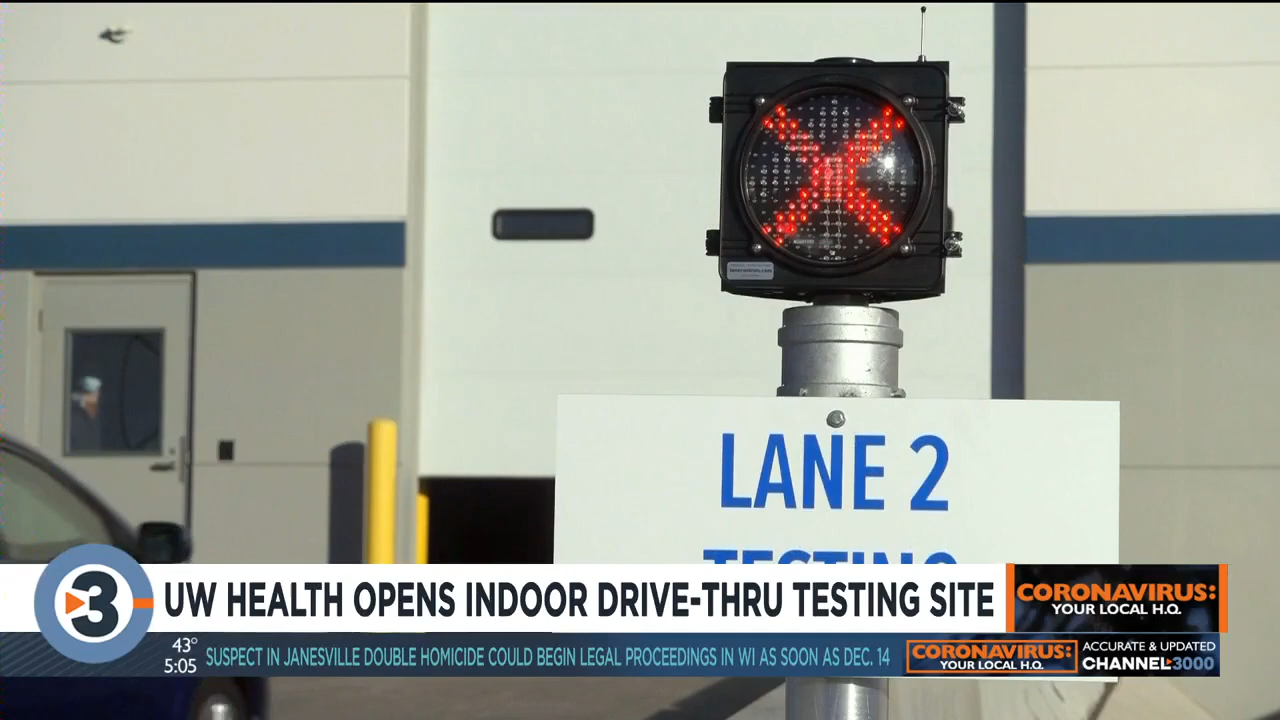 LANE 2
TESTING
3
UW HEALTH OPENS INDOOR DRIVE-THRU TESTING SITE
CORONAVIRUS:
YOUR LOCAL H.Q.
43°
5:05
SUSPECT IN JANESVILLE DOUBLE HOMICIDE COULD BEGIN LEGAL PROCEEDINGS IN WI AS SOON AS DEC. 14
CORONAVIRUS:
YOUR LOCAL H.Q.
ACCURATE & UPDATED
CHANNEL3000